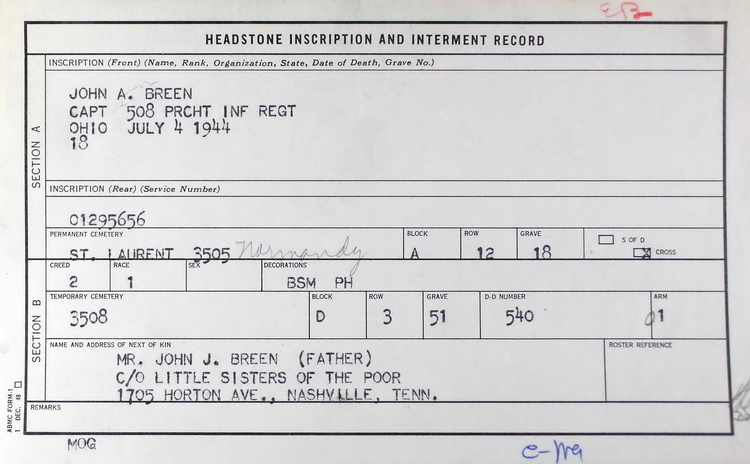 EB
HEADSTONE INSCRIPTION AND INTERMENT RECORD
SECTION A
INSCRIPTION (Front) (Name, Rank, Organization, State, Date of Death, Grave No.)
JOHN A. BREEN
CAPT 508 PRCHT INF REGT
OHIO JULY 4 1944
18
INSCRIPTION (Rear) (Service Number)
01295656
PERMANENT CEMETERY BLOCK ROW GRAVE S OF D
ST. LAURENT 3505 Normandy A 12 18 X CROSS
SECTION B
CREED RACE SEX DECORATIONS
2 1 BSM PH
TEMPORARY CEMETERY BLOCK ROW GRAVE D-D NUMBER ARM
3508 D 3 51 540 01
NAME AND ADDRESS OF NEXT OF KIN ROSTER REFERENCE
MR. JOHN J. BREEN (FATHER)
C/O LITTLE SISTERS OF THE POOR
1705 HORTON AVE., NASHVILLE, TENN.
REMARKS
ABMC FORM-1
1 DEC. 48
MOG